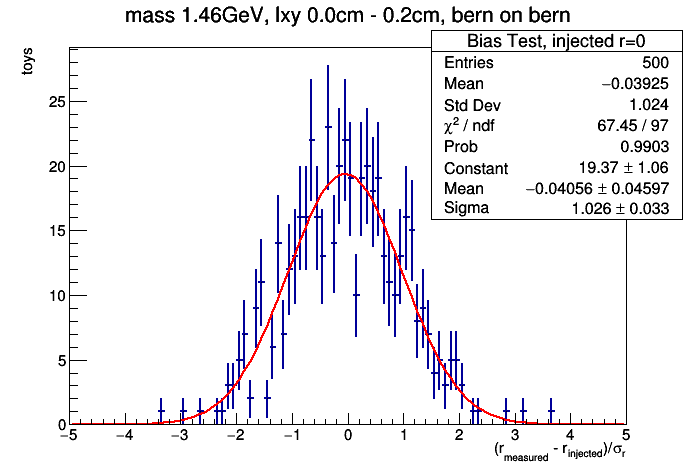 mass 1.46GeV, lxy 0.0cm - 0.2cm, bern on bern
toys
Bias Test, injected r=0
Entries 500
Mean −0.03925
Std Dev 1.024
χ² / ndf 67.45 / 97
Prob 0.9903
Constant 19.37 ± 1.06
Mean −0.04056 ± 0.04597
Sigma 1.026 ± 0.033
25
20
15
10
5
0
−5 −4 −3 −2 −1 0 1 2 3 4 5
(r_measured - r_injected)/σ_r